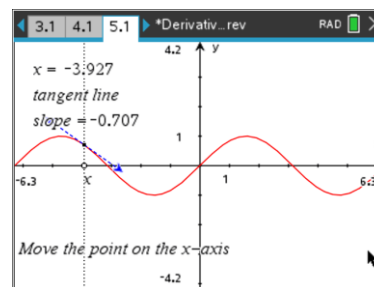 3.1 4.1 5.1 *Derivativ...rev RAD
4.2 y
x = -3.927
tangent line
slope = -0.707
1
-6.3 x 1 6.3
Move the point on the x-axis
-4.2